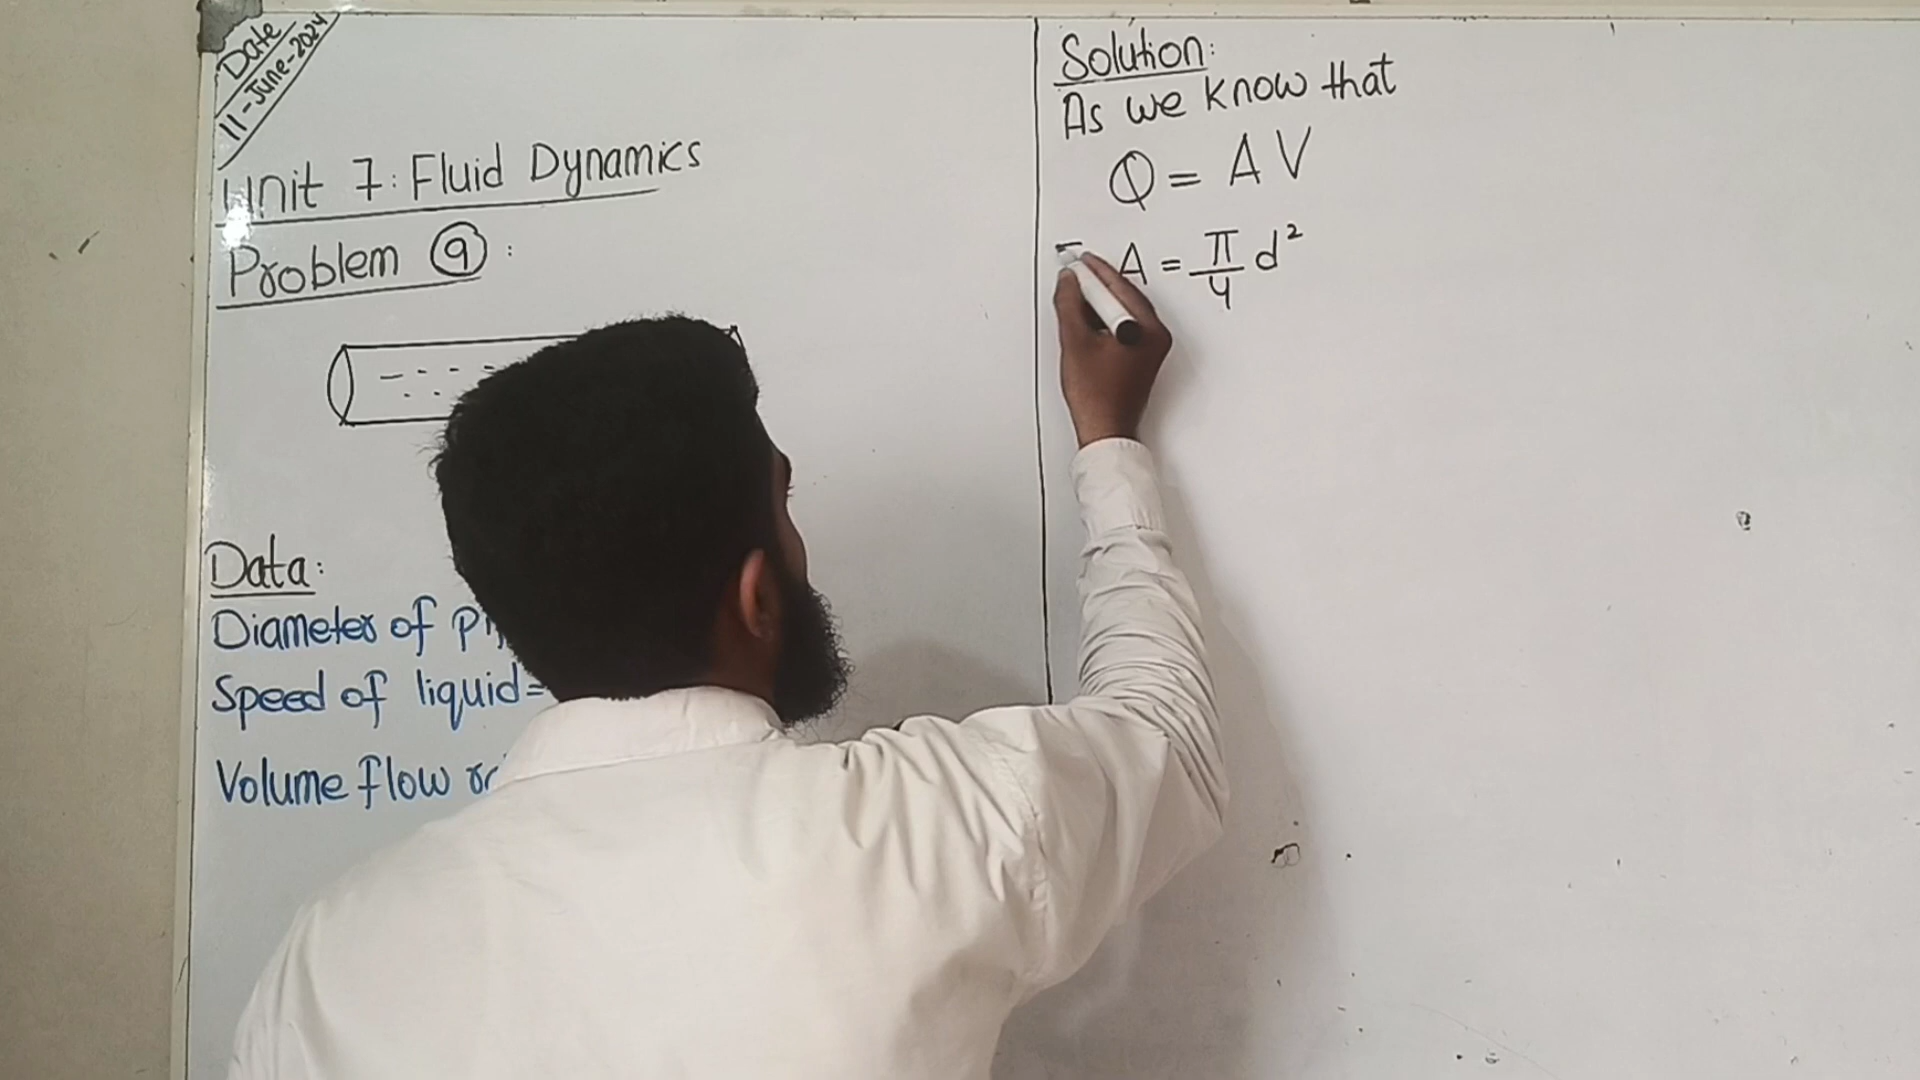 Date
11-June-2024
Unit 7: Fluid Dynamics
Problem 9:
Data:
Diameter of
Speed of liquid=
Volume flow
Solution:
As we know that
Q = A V
A = π/4 d²